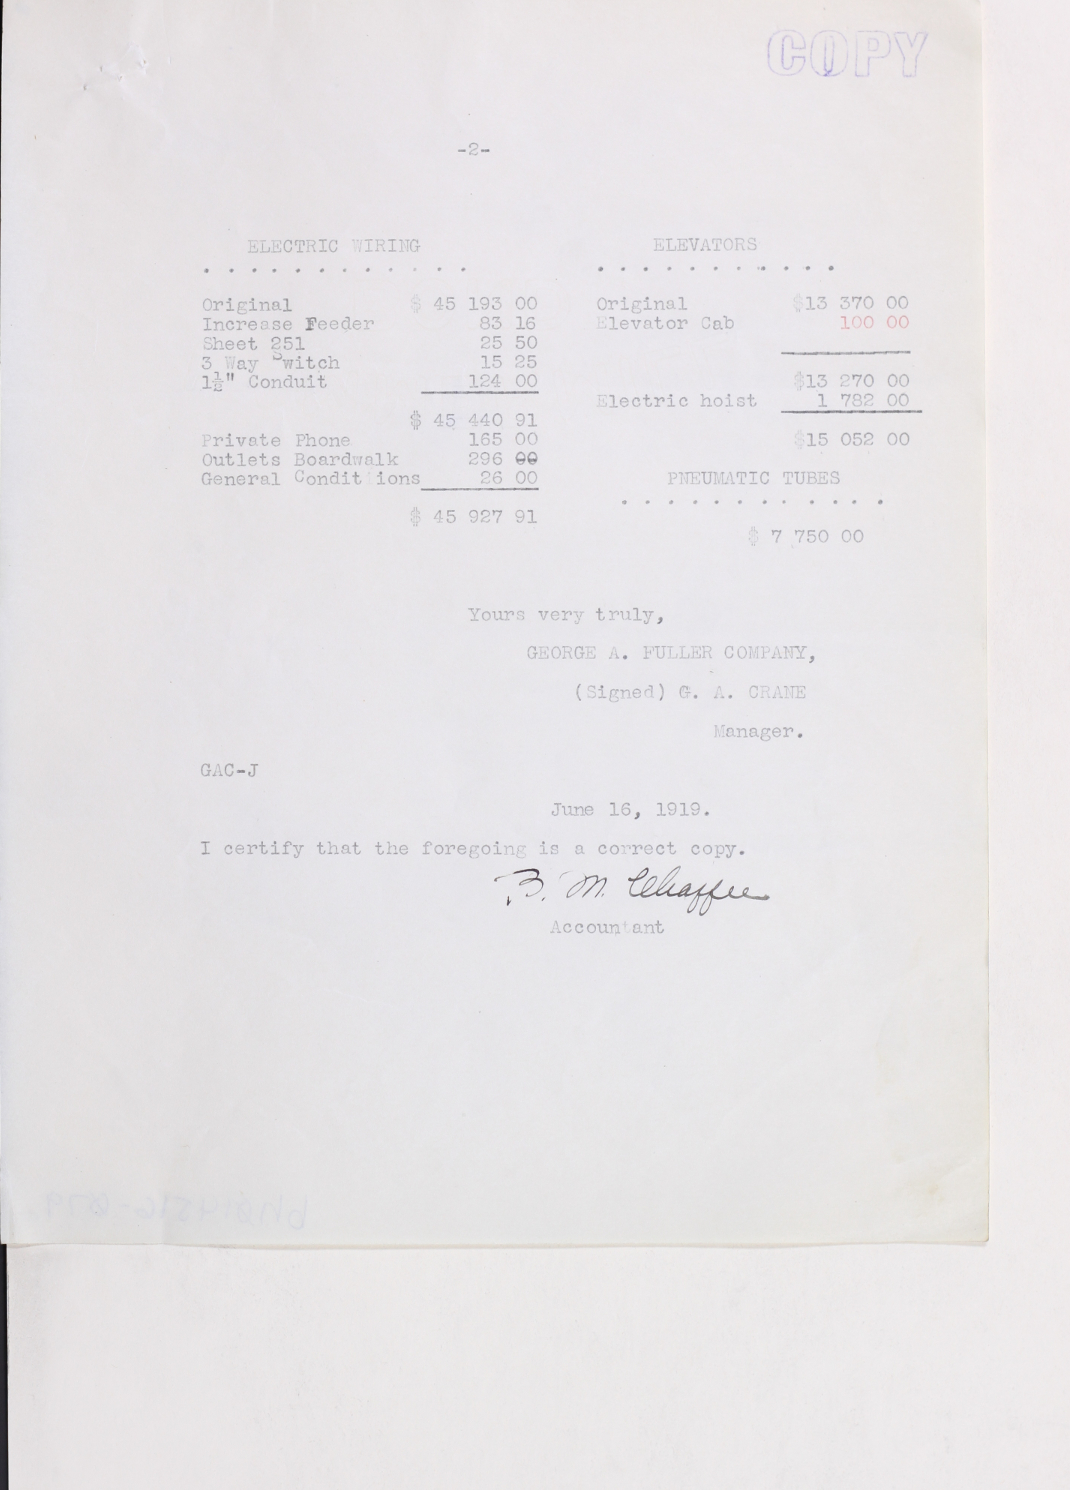 COPY
-2-
ELECTRIC WIRING
. . . . . . . . . . . .
Original $ 45 193 00
Increase Feeder 83 16
Sheet 251 25 50
3 Way Switch 15 25
1½" Conduit 124 00
$ 45 440 91
Private Phone 165 00
Outlets Boardwalk 296 00
General Conditions 26 00
$ 45 927 91
ELEVATORS
. . . . . . . . . . .
Original $13 370 00
Elevator Cab 100 00
$13 270 00
Electric hoist 1 782 00
$15 052 00
PNEUMATIC TUBES
. . . . . . . . . . . .
$ 7 750 00
Yours very truly,
GEORGE A. FULLER COMPANY,
(Signed) G. A. CRANE
Manager.
GAC-J
June 16, 1919.
I certify that the foregoing is a correct copy.
B. M. Chaffee
Accountant